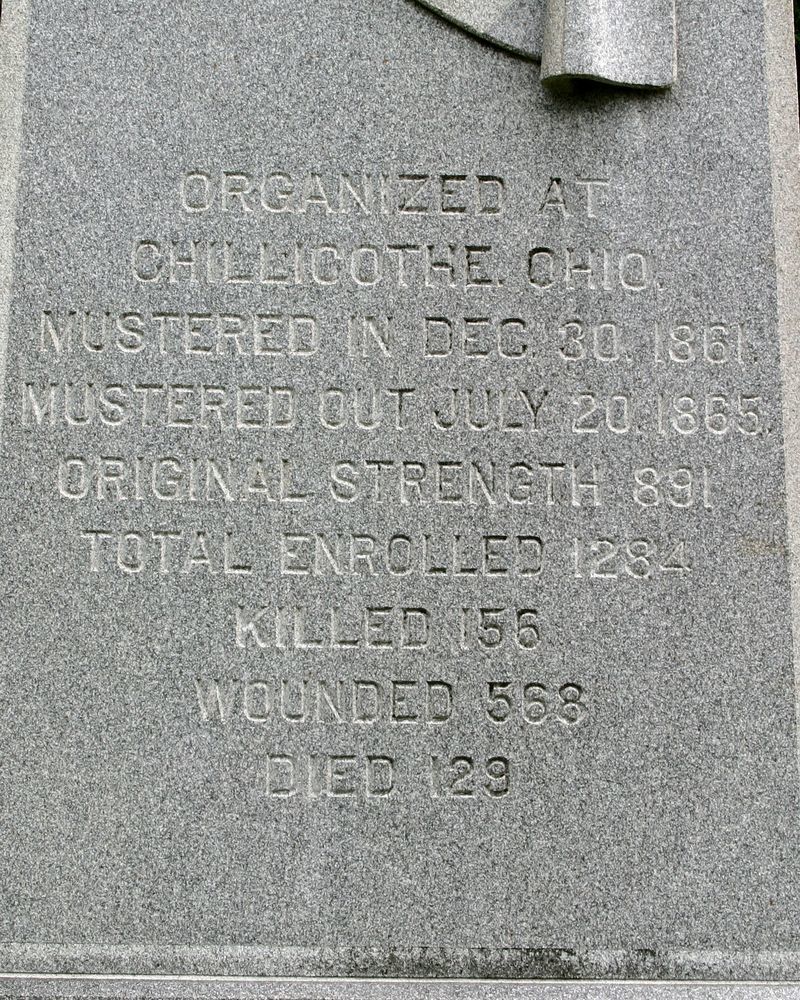 ORGANIZED AT
CHILLICOTHE, OHIO,
MUSTERED IN DEC. 30. 1861.
MUSTERED OUT JULY 20. 1865.
ORIGINAL STRENGTH 891
TOTAL ENROLLED 1284
KILLED 156
WOUNDED 568
DIED 129